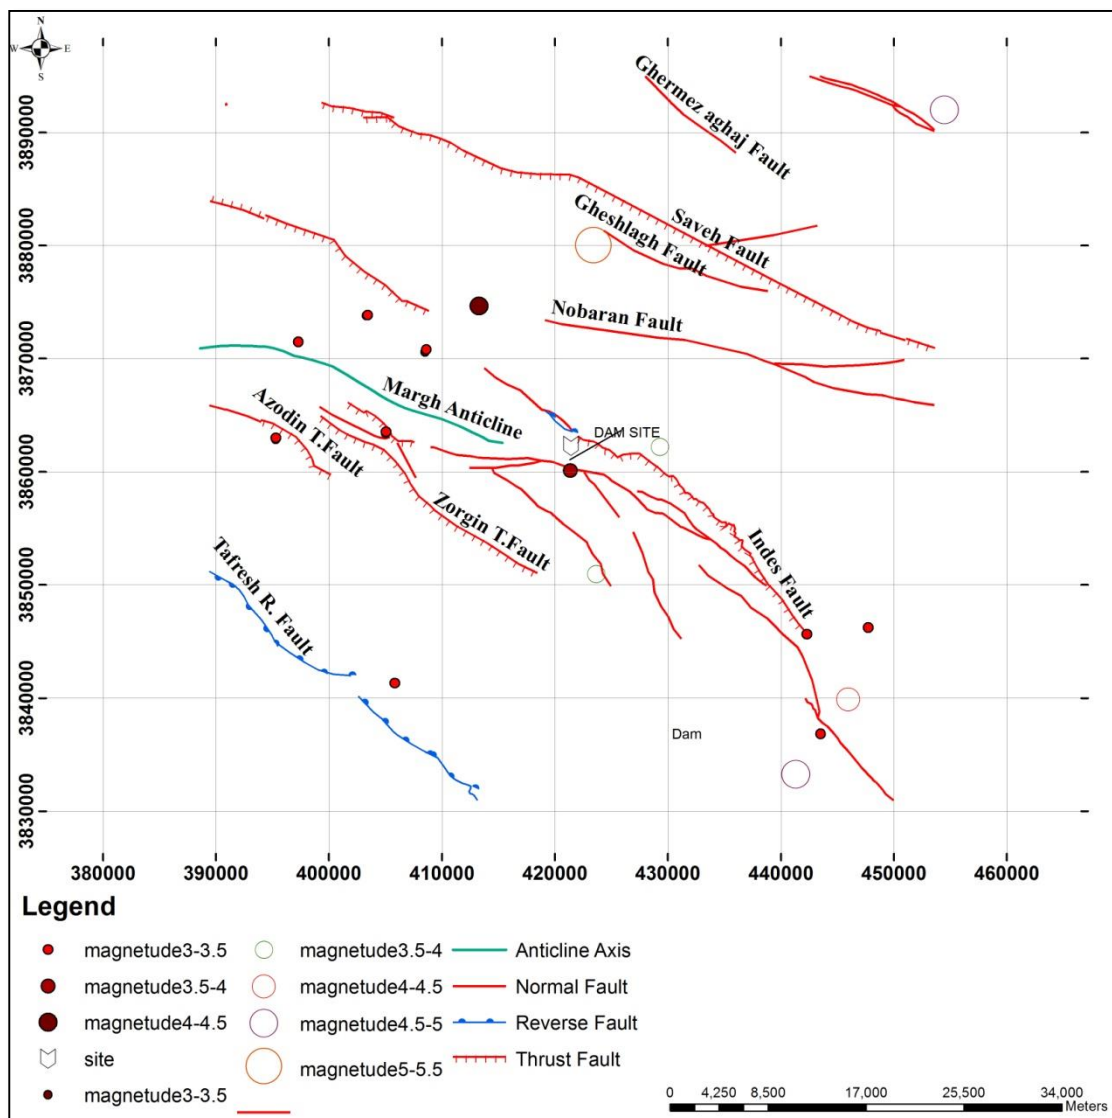 N
W E
S
3890000
3880000
3870000
3860000
3850000
3840000
3830000
Ghermez aghaj Fault
Saveh Fault
Gheshlagh Fault
Nobaran Fault
Margh Anticline
Azodin T.Fault
DAM SITE
Zorgin T.Fault
Indes Fault
Tafresh R. Fault
Dam
380000 390000 400000 410000 420000 430000 440000 450000 460000
Legend
magnetude3-3.5
magnetude3.5-4
magnetude4-4.5
site
magnetude3-3.5
magnetude3.5-4
magnetude4-4.5
magnetude4.5-5
magnetude5-5.5
Anticline Axis
Normal Fault
Reverse Fault
Thrust Fault
0 4,250 8,500 17,000 25,500 34,000
Meters